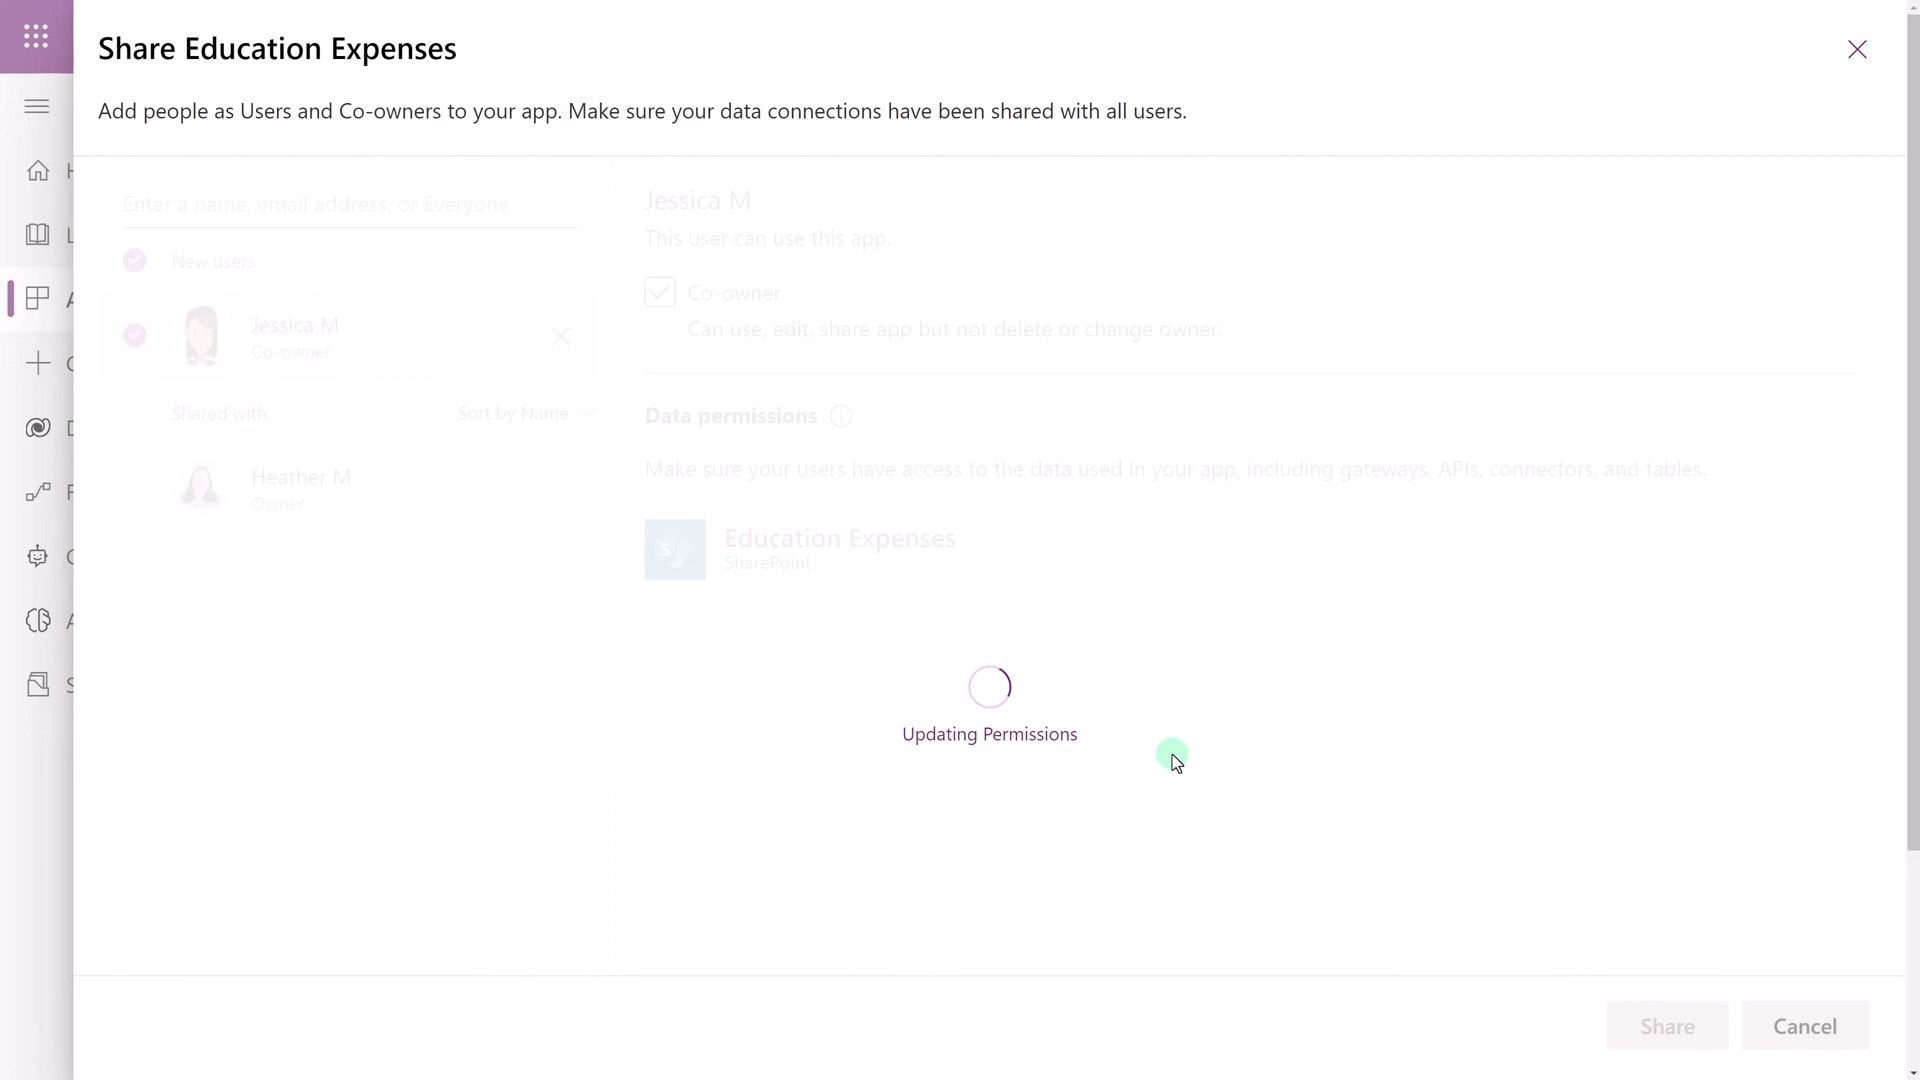 Share Education Expenses
Add people as Users and Co-owners to your app. Make sure your data connections have been shared with all users.
Enter a name, email address, or Everyone
New users
Jessica M
Co-owner
Shared with
Sort by Name
Heather M
Owner
Jessica M
This user can use this app.
Co-owner
Can use, edit, share app but not delete or change owner.
Data permissions
Make sure your users have access to the data used in your app, including gateways, APIs, connectors, and tables.
S
Education Expenses
SharePoint
Updating Permissions
Share
Cancel